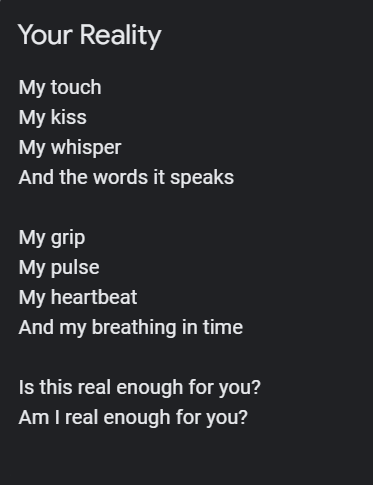 Your Reality
My touch
My kiss
My whisper
And the words it speaks
My grip
My pulse
My heartbeat
And my breathing in time
Is this real enough for you?
Am I real enough for you?